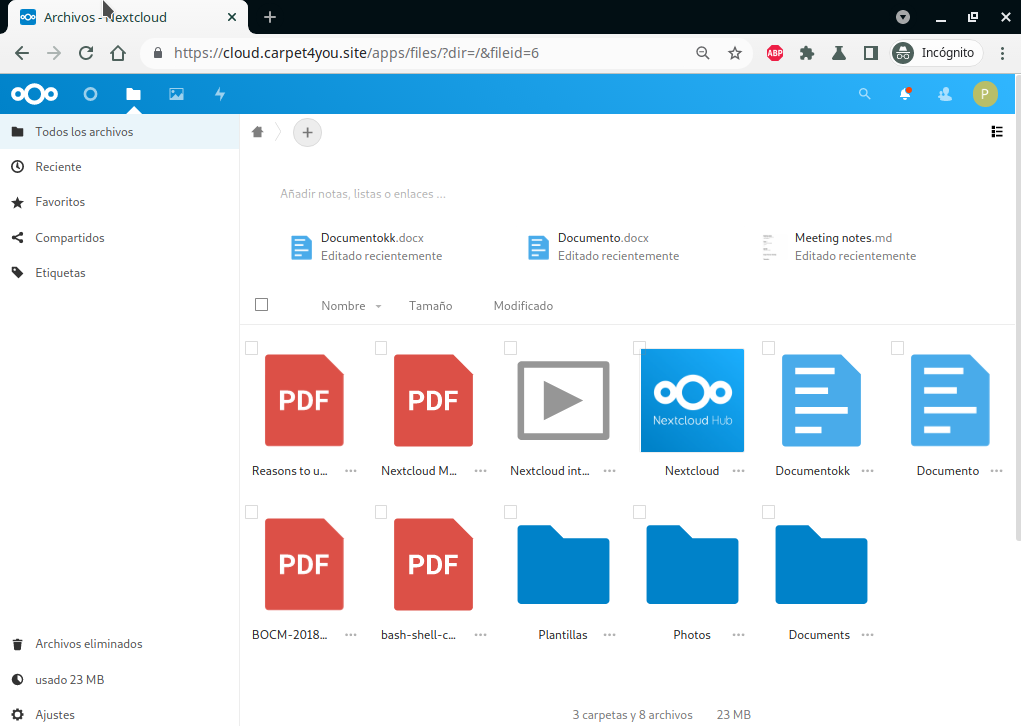 Archivos - Nextcloud
https://cloud.carpet4you.site/apps/files/?dir=/&fileid=6
ABP
Incógnito
P
Todos los archivos
Reciente
Favoritos
Compartidos
Etiquetas
Añadir notas, listas o enlaces ...
Documentokk.docx
Editado recientemente
Documento.docx
Editado recientemente
Meeting notes.md
Editado recientemente
Nombre
Tamaño
Modificado
PDF
PDF
Nextcloud Hub
Reasons to u...
Nextcloud M...
Nextcloud int...
Nextcloud
Documentokk
Documento
PDF
PDF
BOCM-2018...
bash-shell-c...
Plantillas
Photos
Documents
Archivos eliminados
usado 23 MB
Ajustes
3 carpetas y 8 archivos
23 MB